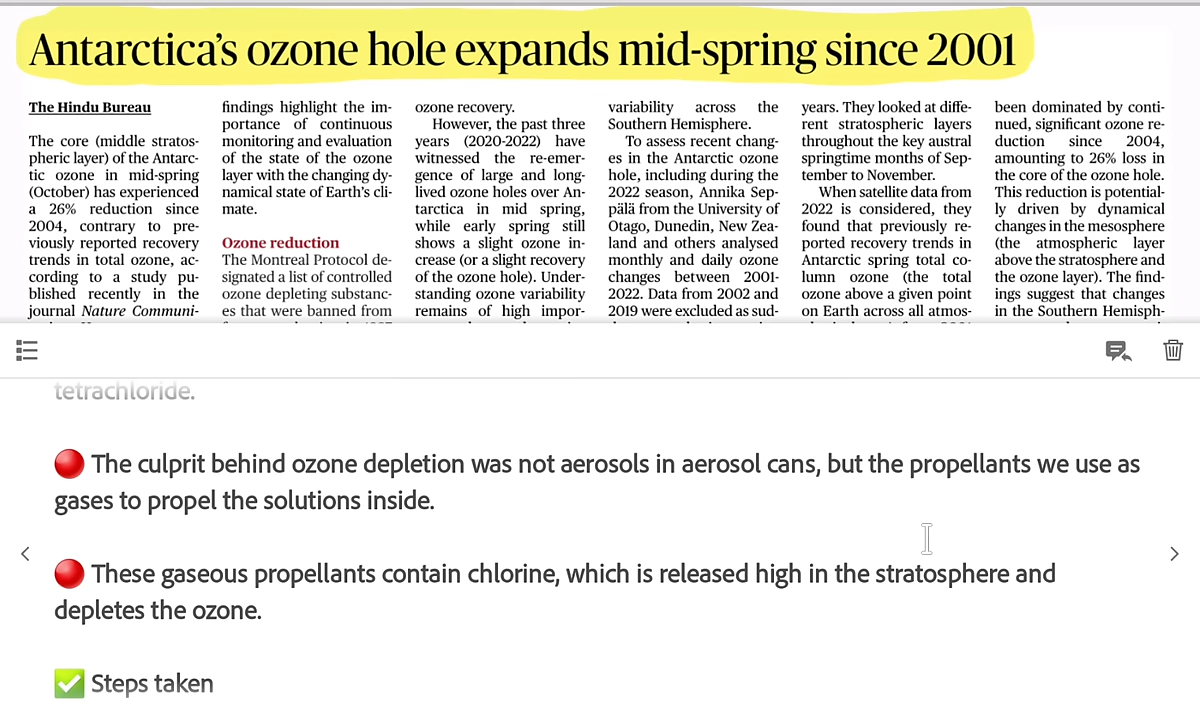 Antarctica’s ozone hole expands mid-spring since 2001
The Hindu Bureau
The core (middle stratos-
pheric layer) of the Antarc-
tic ozone in mid-spring
(October) has experienced
a 26% reduction since
2004, contrary to pre-
viously reported recovery
trends in total ozone, ac-
cording to a study pu-
blished recently in the
journal Nature Communi-
findings highlight the im-
portance of continuous
monitoring and evaluation
of the state of the ozone
layer with the changing dy-
namical state of Earth’s cli-
mate.
Ozone reduction
The Montreal Protocol de-
signated a list of controlled
ozone depleting substanc-
es that were banned from
ozone recovery.
However, the past three
years (2020-2022) have
witnessed the re-emer-
gence of large and long-
lived ozone holes over An-
tarctica in mid spring,
while early spring still
shows a slight ozone in-
crease (or a slight recovery
of the ozone hole). Under-
standing ozone variability
remains of high impor-
variability across the
Southern Hemisphere.
To assess recent chang-
es in the Antarctic ozone
hole, including during the
2022 season, Annika Sep-
pälä from the University of
Otago, Dunedin, New Zea-
land and others analysed
monthly and daily ozone
changes between 2001-
2022. Data from 2002 and
2019 were excluded as sud-
years. They looked at diffe-
rent stratospheric layers
throughout the key austral
springtime months of Sep-
tember to November.
When satellite data from
2022 is considered, they
found that previously re-
ported recovery trends in
Antarctic spring total co-
lumn ozone (the total
ozone above a given point
on Earth across all atmos-
been dominated by conti-
nued, significant ozone re-
duction since 2004,
amounting to 26% loss in
the core of the ozone hole.
This reduction is potential-
ly driven by dynamical
changes in the mesosphere
(the atmospheric layer
above the stratosphere and
the ozone layer). The find-
ings suggest that changes
in the Southern Hemisph-
tetrachloride.
🔴 The culprit behind ozone depletion was not aerosols in aerosol cans, but the propellants we use as
gases to propel the solutions inside.
🔴 These gaseous propellants contain chlorine, which is released high in the stratosphere and
depletes the ozone.
✅ Steps taken